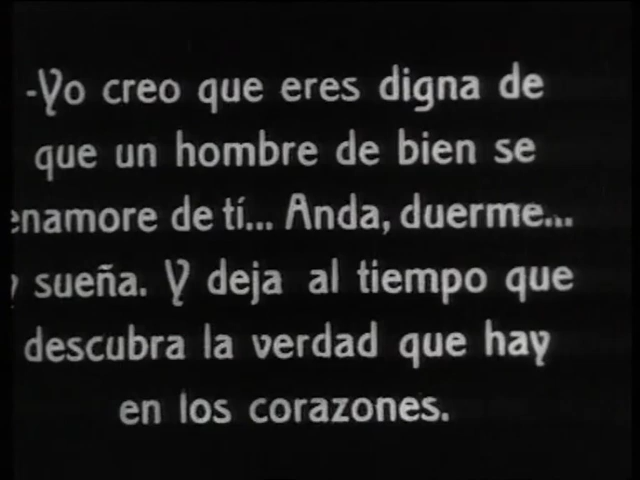 -Yo creo que eres digna de
que un hombre de bien se
enamore de tí... Anda, duerme...
y sueña. Y deja al tiempo que
descubra la verdad que hay
en los corazones.